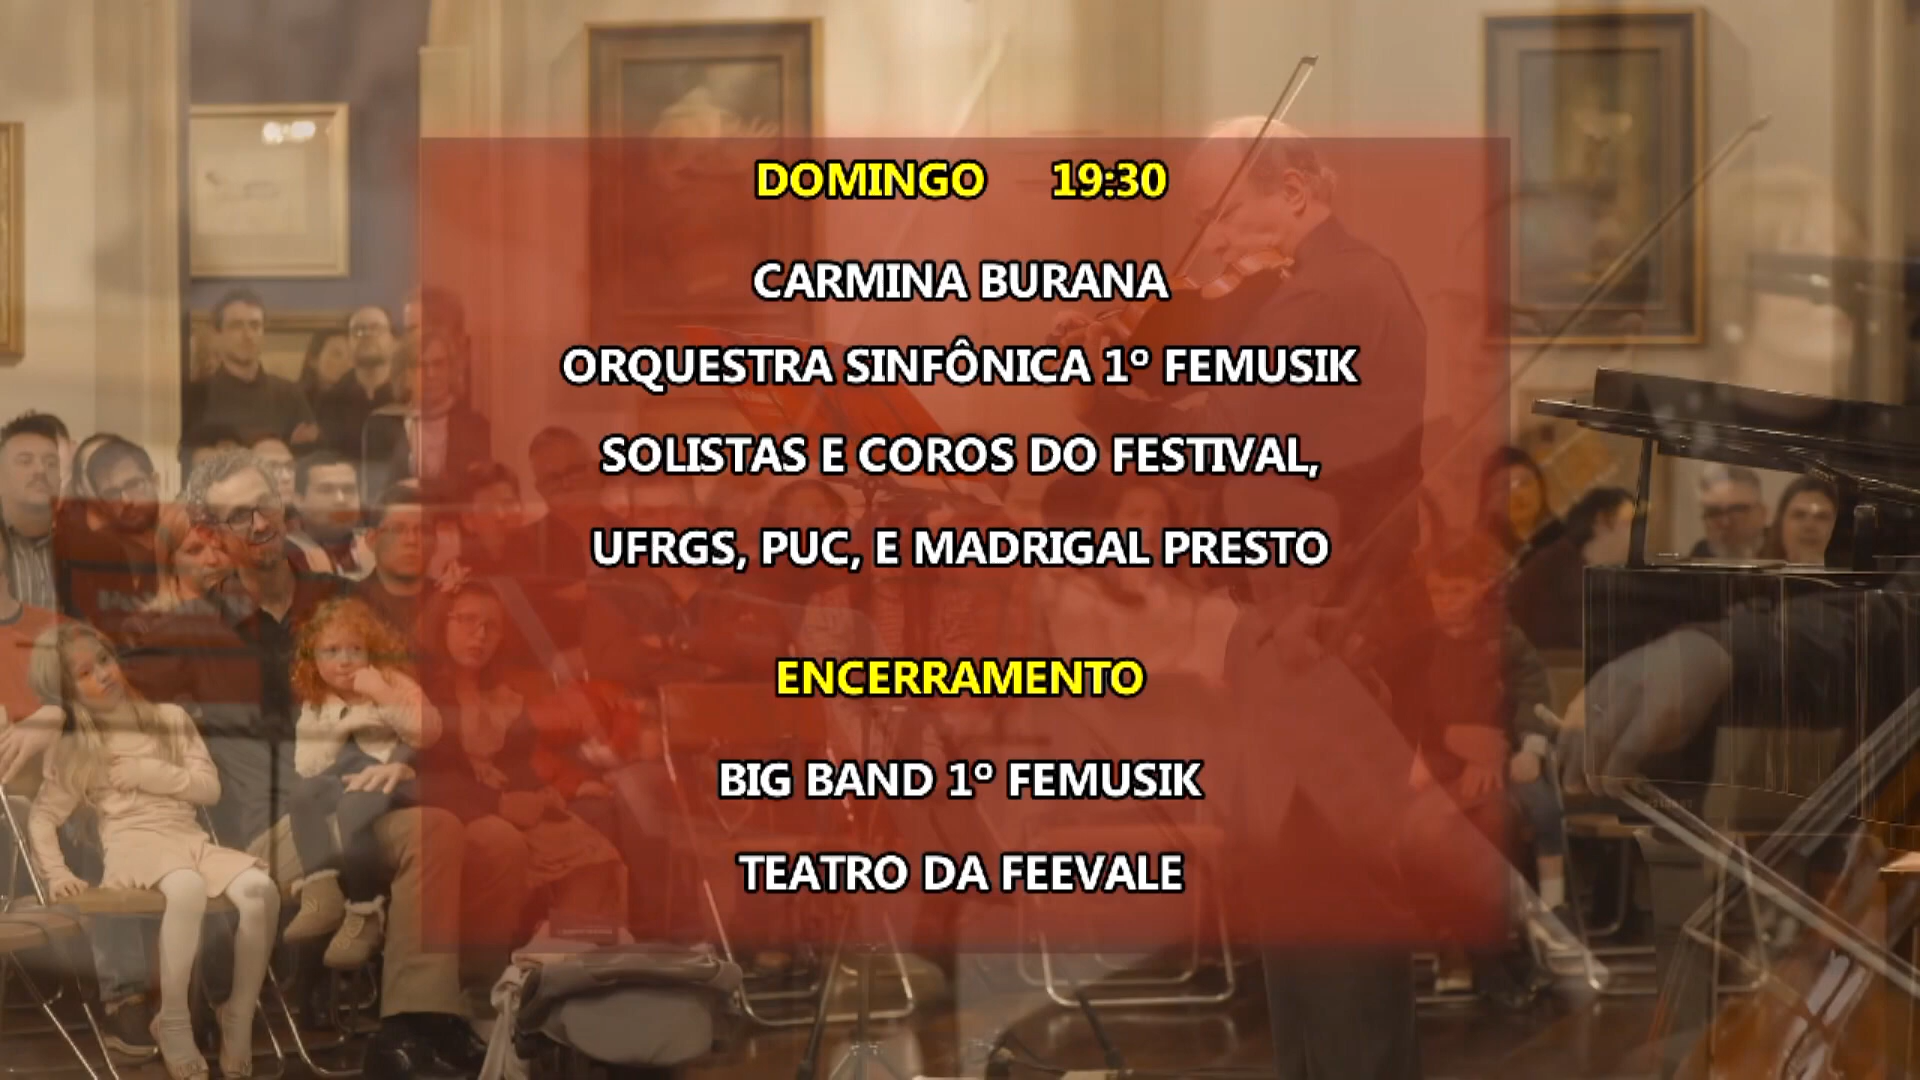 DOMINGO 19:30
CARMINA BURANA
ORQUESTRA SINFÔNICA 1º FEMUSIK
SOLISTAS E COROS DO FESTIVAL,
UFRGS, PUC, E MADRIGAL PRESTO
ENCERRAMENTO
BIG BAND 1º FEMUSIK
TEATRO DA FEEVALE